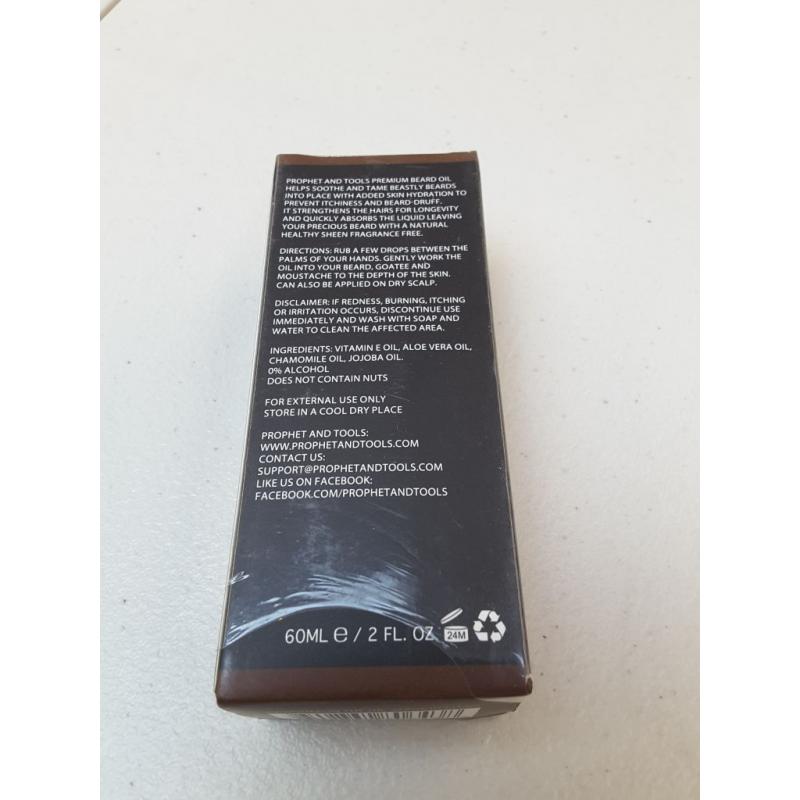 PROPHET AND TOOLS PREMIUM BEARD OIL
HELPS SOOTHE AND TAME BEASTLY BEARDS
INTO PLACE WITH ADDED SKIN HYDRATION TO
PREVENT ITCHINESS AND BEARD-DRUFF.
IT STRENGTHENS THE HAIRS FOR LONGEVITY
AND QUICKLY ABSORBS THE LIQUID LEAVING
YOUR PRECIOUS BEARD WITH A NATURAL
HEALTHY SHEEN FRAGRANCE FREE.
DIRECTIONS: RUB A FEW DROPS BETWEEN THE
PALMS OF YOUR HANDS. GENTLY WORK THE
OIL INTO YOUR BEARD, GOATEE AND
MOUSTACHE TO THE DEPTH OF THE SKIN.
CAN ALSO BE APPLIED ON DRY SCALP.
DISCLAIMER: IF REDNESS, BURNING, ITCHING
OR IRRITATION OCCURS, DISCONTINUE USE
IMMEDIATELY AND WASH WITH SOAP AND
WATER TO CLEAN THE AFFECTED AREA.
INGREDIENTS: VITAMIN E OIL, ALOE VERA OIL,
CHAMOMILE OIL, JOJOBA OIL.
0% ALCOHOL
DOES NOT CONTAIN NUTS
FOR EXTERNAL USE ONLY
STORE IN A COOL DRY PLACE
PROPHET AND TOOLS:
WWW.PROPHETANDTOOLS.COM
CONTACT US:
SUPPORT@PROPHETANDTOOLS.COM
LIKE US ON FACEBOOK:
FACEBOOK.COM/PROPHETANDTOOLS
60ML ℮ / 2 FL. OZ 24M